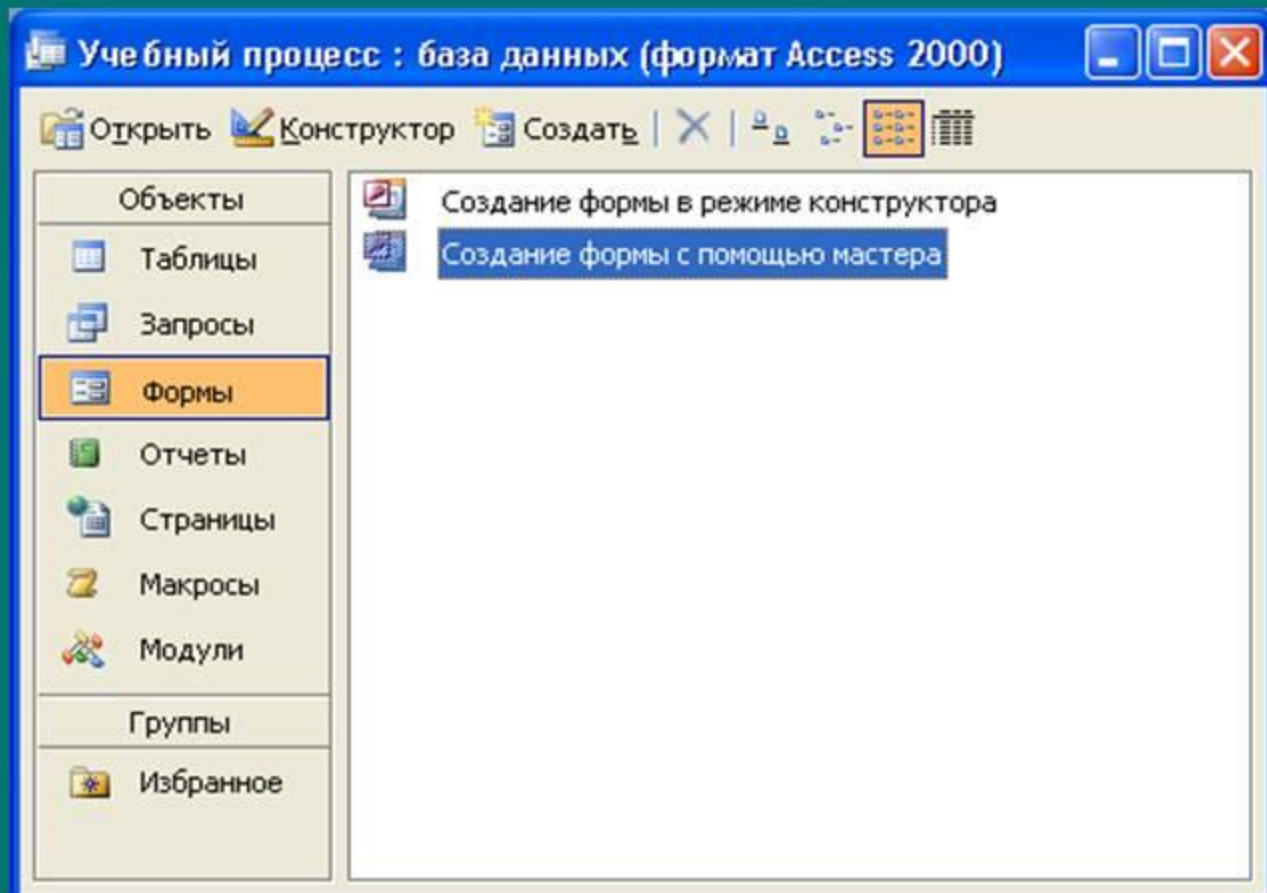 Учебный процесс : база данных (формат Access 2000)
Открыть Конструктор Создать
Объекты
Таблицы
Запросы
Формы
Отчеты
Страницы
Макросы
Модули
Группы
Избранное
Создание формы в режиме конструктора
Создание формы с помощью мастера